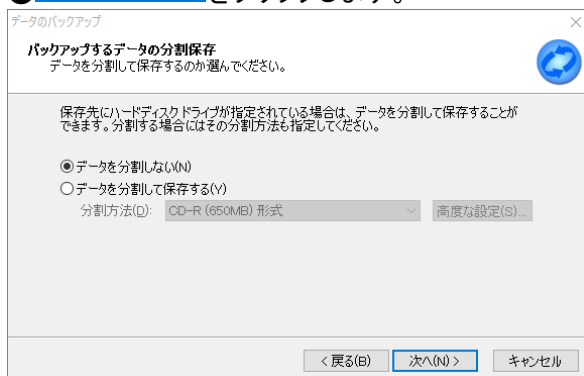 をクリックします。
データのバックアップ
バックアップするデータの分割保存
データを分割して保存するのか選んでください。
保存先にハードディスクドライブが指定されている場合は、データを分割して保存することが
できます。分割する場合にはその分割方法も指定してください。
データを分割しない(N)
データを分割して保存する(Y)
分割方法(D): CD-R (650MB) 形式 高度な設定(S)...
< 戻る(B) 次へ(N) > キャンセル